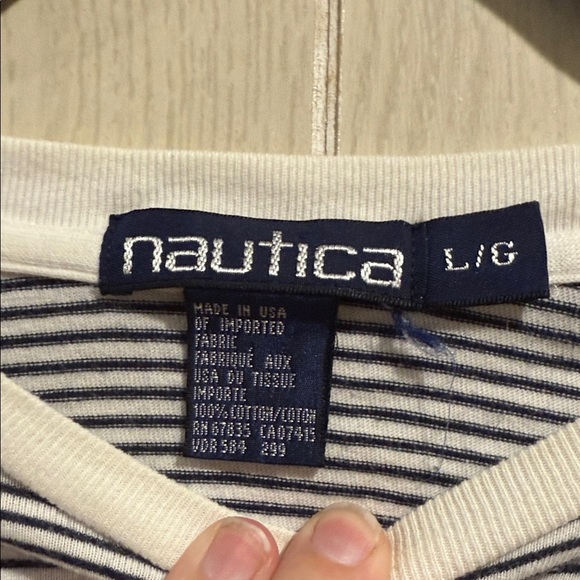 nautica
L/G
MADE IN USA
OF IMPORTED
FABRIC
FABRIQUÉ AUX
USA DU TISSUE
IMPORTE
100% COTTON/COTON
RN 67835 CA07415
VDR 584 299